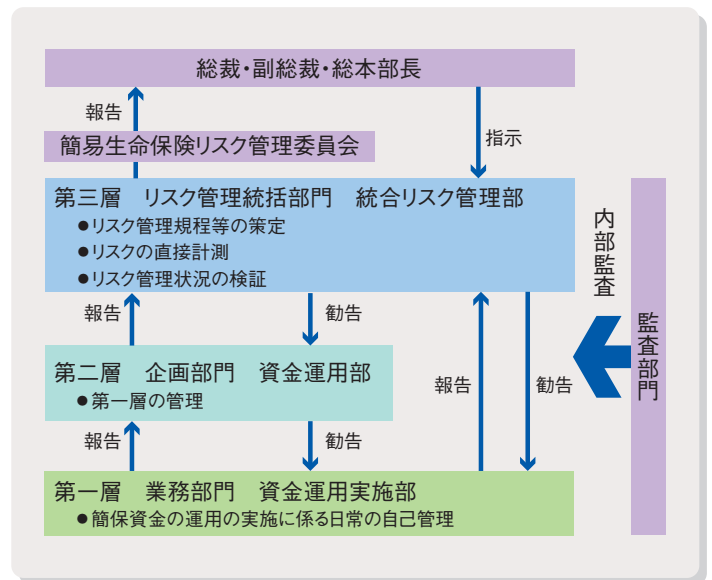 総裁・副総裁・総本部長
報告
指示
簡易生命保険リスク管理委員会
第三層　リスク管理統括部門　統合リスク管理部
●リスク管理規程等の策定
●リスクの直接計測
●リスク管理状況の検証
内部監査
監査部門
報告
勧告
第二層　企画部門　資金運用部
●第一層の管理
報告
勧告
報告
勧告
第一層　業務部門　資金運用実施部
●簡保資金の運用の実施に係る日常の自己管理